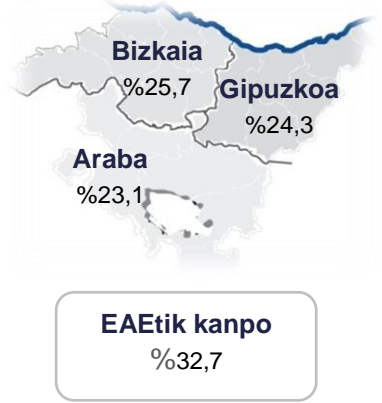 Bizkaia
%25,7
Gipuzkoa
%24,3
Araba
%23,1
EAEtik kanpo
%32,7